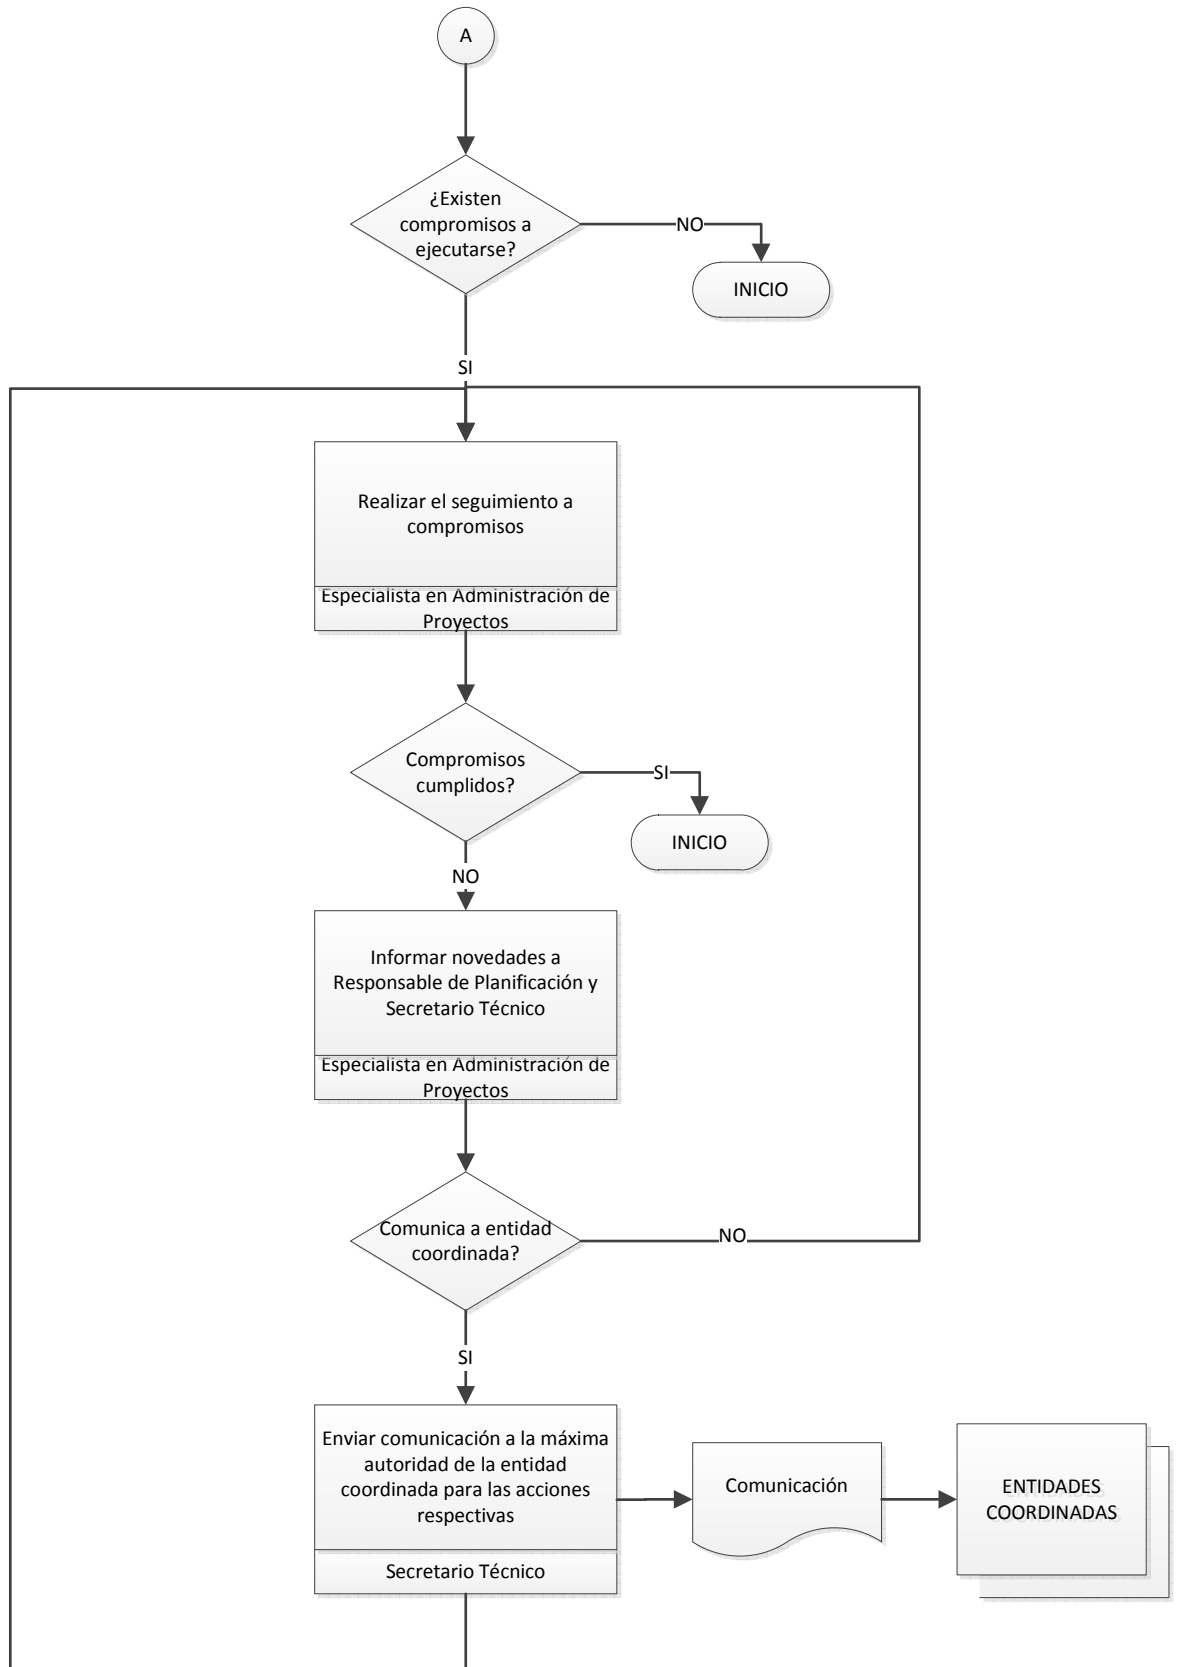 A
¿Existen
compromisos a
ejecutarse?
NO
INICIO
SI
Realizar el seguimiento a
compromisos
Especialista en Administración de
Proyectos
Compromisos
cumplidos?
SI
INICIO
NO
Informar novedades a
Responsable de Planificación y
Secretario Técnico
Especialista en Administración de
Proyectos
Comunica a entidad
coordinada?
NO
SI
Enviar comunicación a la máxima
autoridad de la entidad
coordinada para las acciones
respectivas
Secretario Técnico
Comunicación
ENTIDADES
COORDINADAS